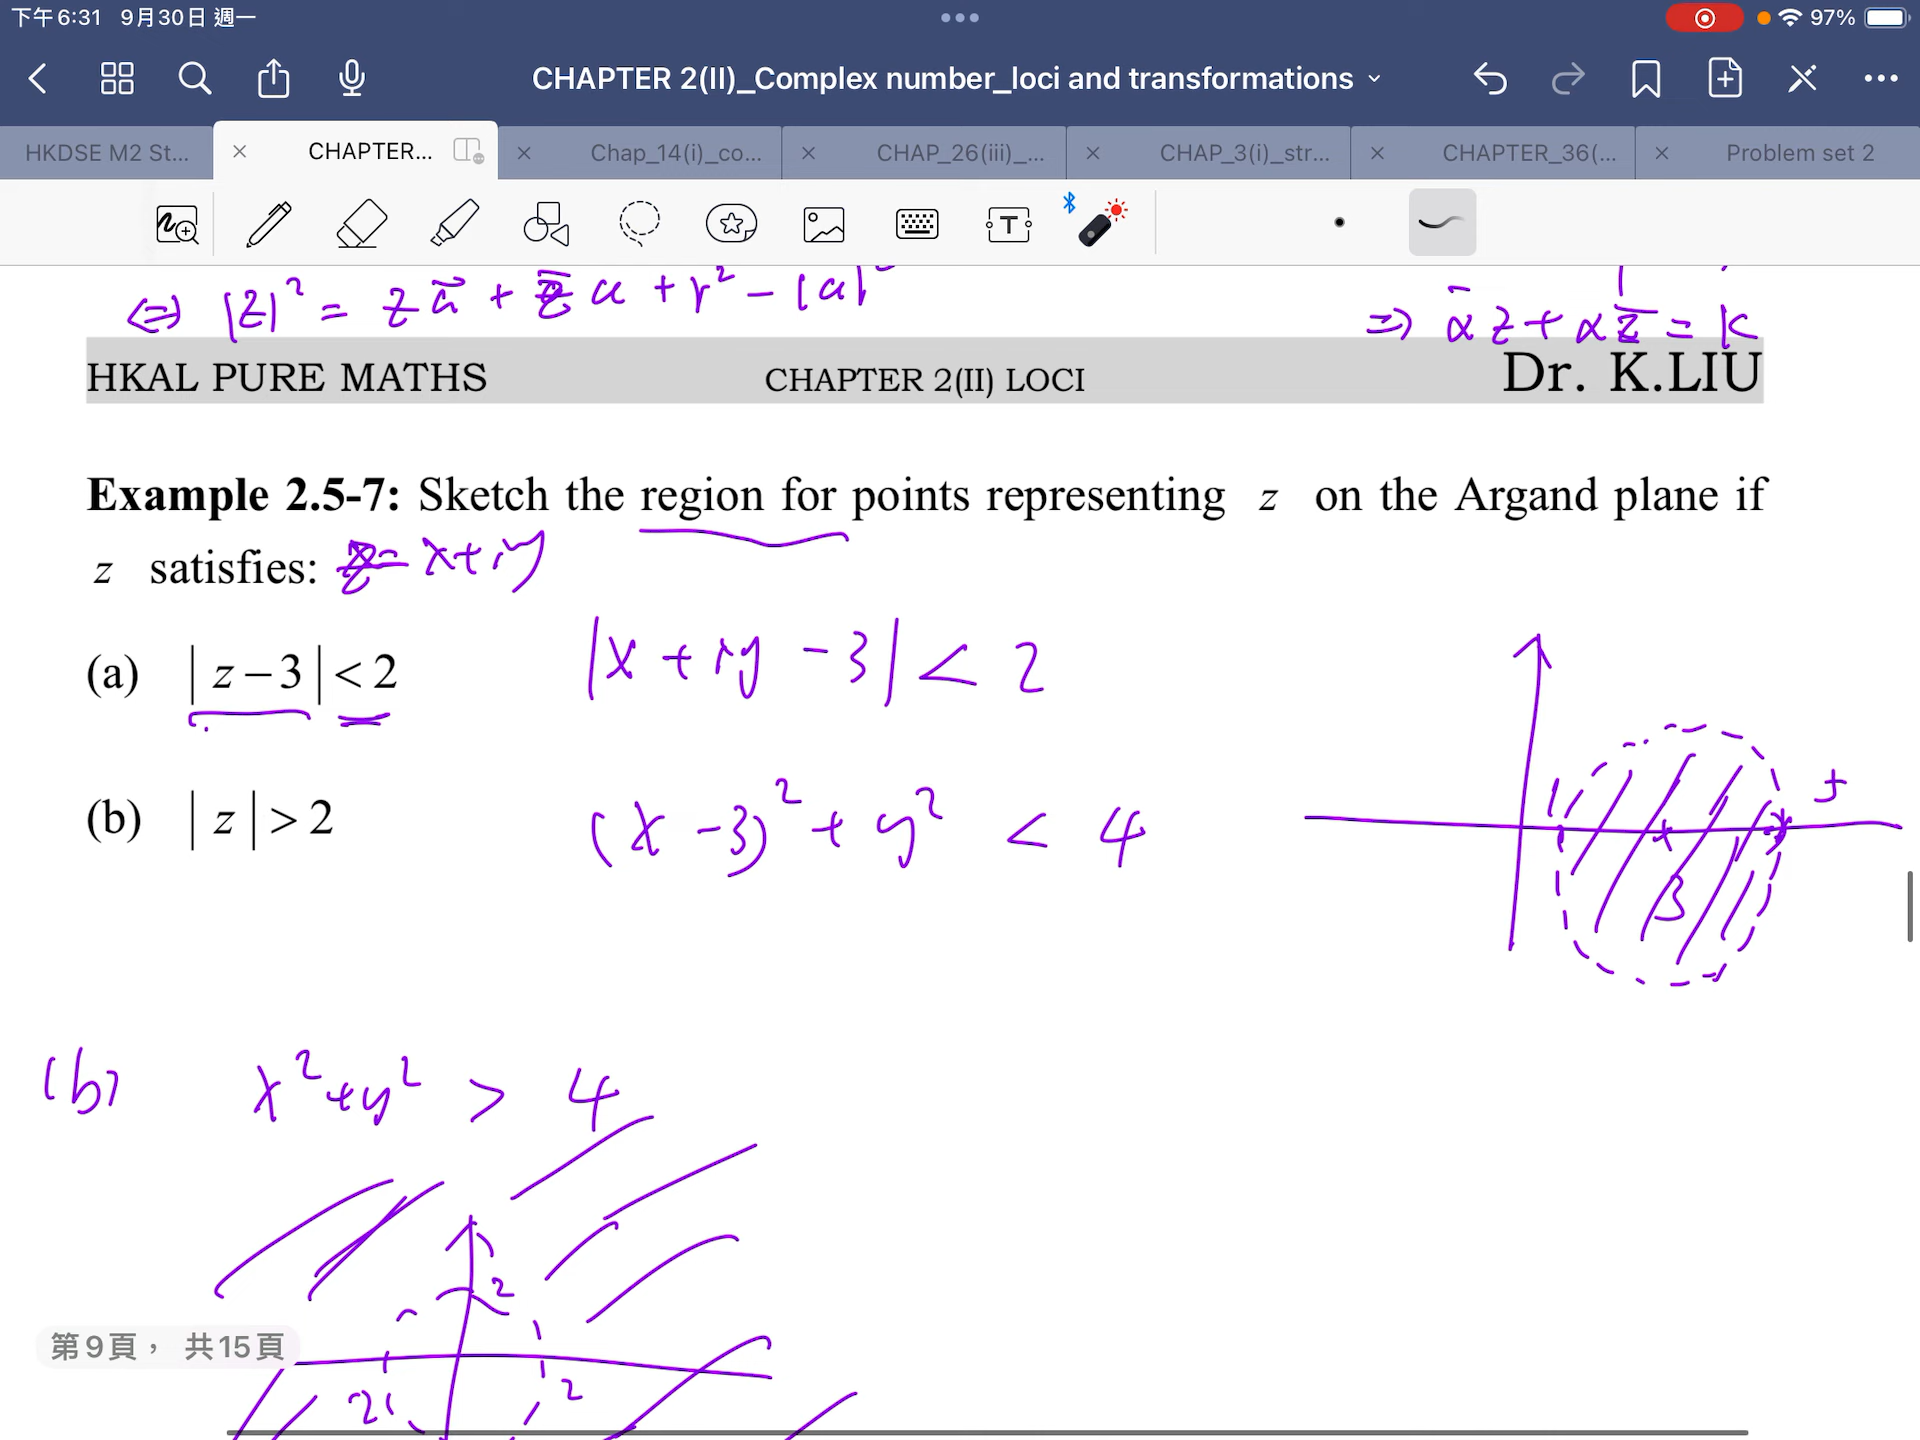 下午6:31 9月30日 週一
97%
CHAPTER 2(II)_Complex number_loci and transformations
HKDSE M2 St...
CHAPTER...
Chap_14(i)_co...
CHAP_26(iii)_...
CHAP_3(i)_str...
CHAPTER_36(...
Problem set 2
⇔ |z|² = z ā + z̄ a + r² - |a|²
⇒ ᾱz + αz̄ = k
HKAL PURE MATHS CHAPTER 2(II) LOCI Dr. K.LIU
Example 2.5-7: Sketch the region for points representing z on the Argand plane if
z satisfies: z = x+iy
(a) | z − 3 | < 2 |x + iy - 3| < 2
(b) | z | > 2 (x - 3)² + y² < 4
1 5
3
(b) x² + y² > 4
2
2 2
第9頁， 共15頁